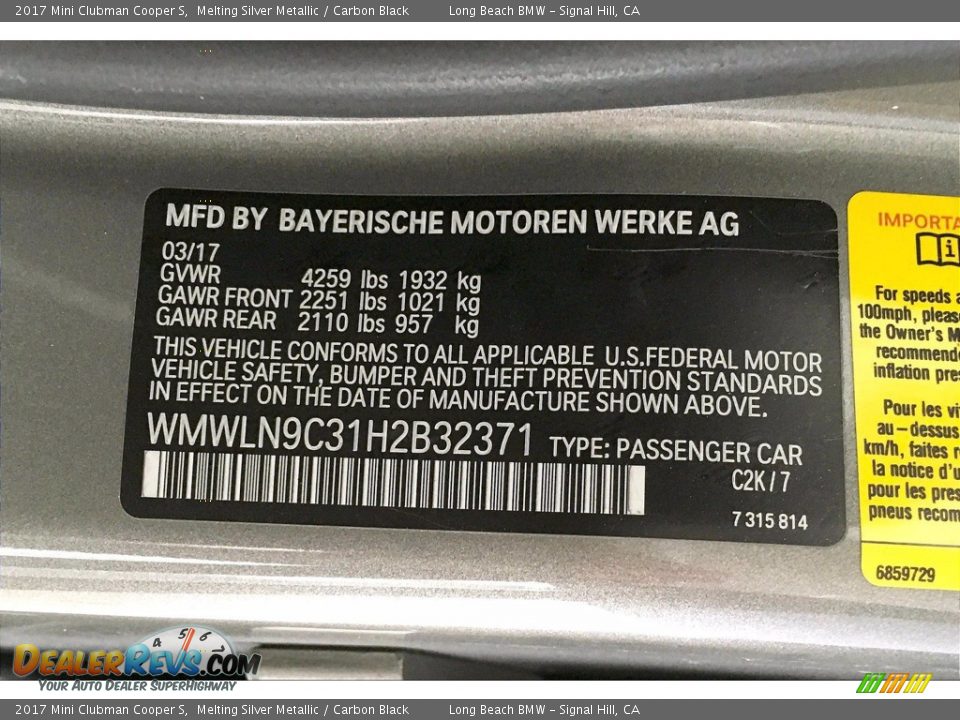 2017 Mini Clubman Cooper S, Melting Silver Metallic / Carbon Black Long Beach BMW - Signal Hill, CA
MFD BY BAYERISCHE MOTOREN WERKE AG
03/17
GVWR 4259 lbs 1932 kg
GAWR FRONT 2251 lbs 1021 kg
GAWR REAR 2110 lbs 957 kg
THIS VEHICLE CONFORMS TO ALL APPLICABLE U.S.FEDERAL MOTOR
VEHICLE SAFETY, BUMPER AND THEFT PREVENTION STANDARDS
IN EFFECT ON THE DATE OF MANUFACTURE SHOWN ABOVE.
WMWLN9C31H2B32371 TYPE: PASSENGER CAR
C2K / 7
7 315 814
IMPORTA
i
For speeds a
100mph, please
the Owner's M
recommende
inflation pres
Pour les vi
au-dessus
km/h, faites r
la notice d'u
pour les pres
pneus recom
6859729
4 5 6
DEALERREVS.COM
YOUR AUTO DEALER SUPERHIGHWAY
2017 Mini Clubman Cooper S, Melting Silver Metallic / Carbon Black Long Beach BMW - Signal Hill, CA